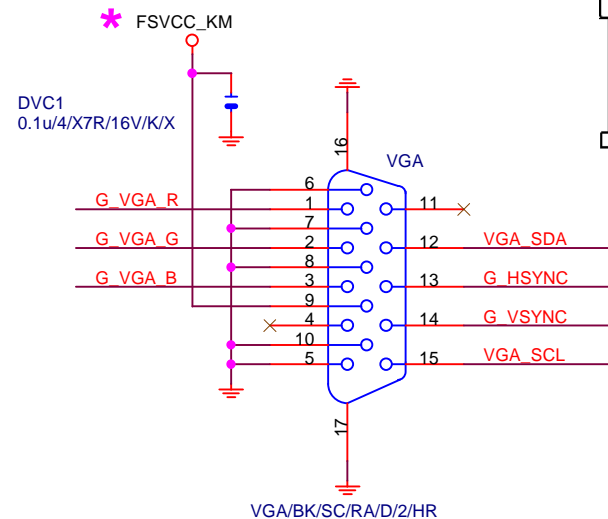 * FSVCC_KM
DVC1
0.1u/4/X7R/16V/K/X
16
VGA
6
G_VGA_R 1 11
7
G_VGA_G 2 12 VGA_SDA
8
G_VGA_B 3 13 G_HSYNC
9
4 14 G_VSYNC
10
5 15 VGA_SCL
17
VGA/BK/SC/RA/D/2/HR